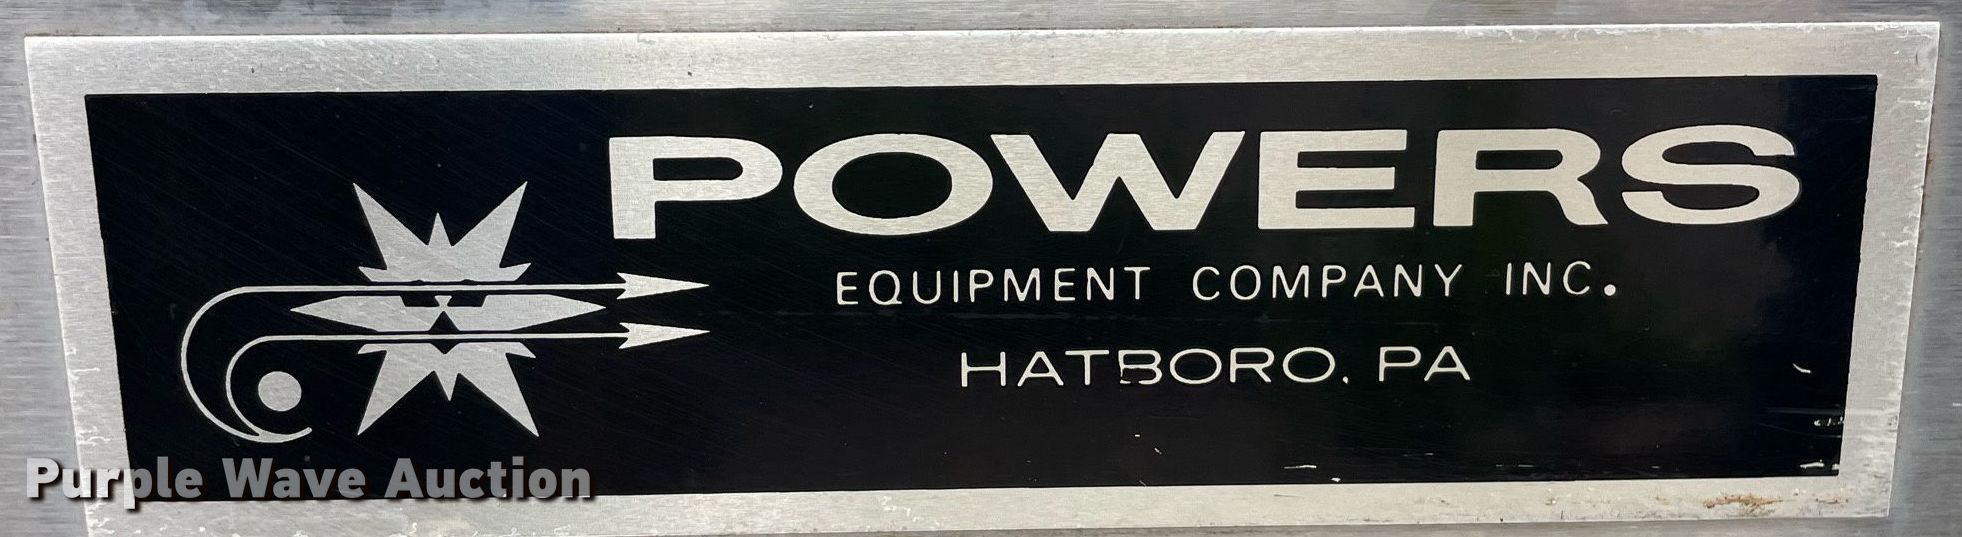 POWERS
EQUIPMENT COMPANY INC.
HATBORO, PA
Purple Wave Auction